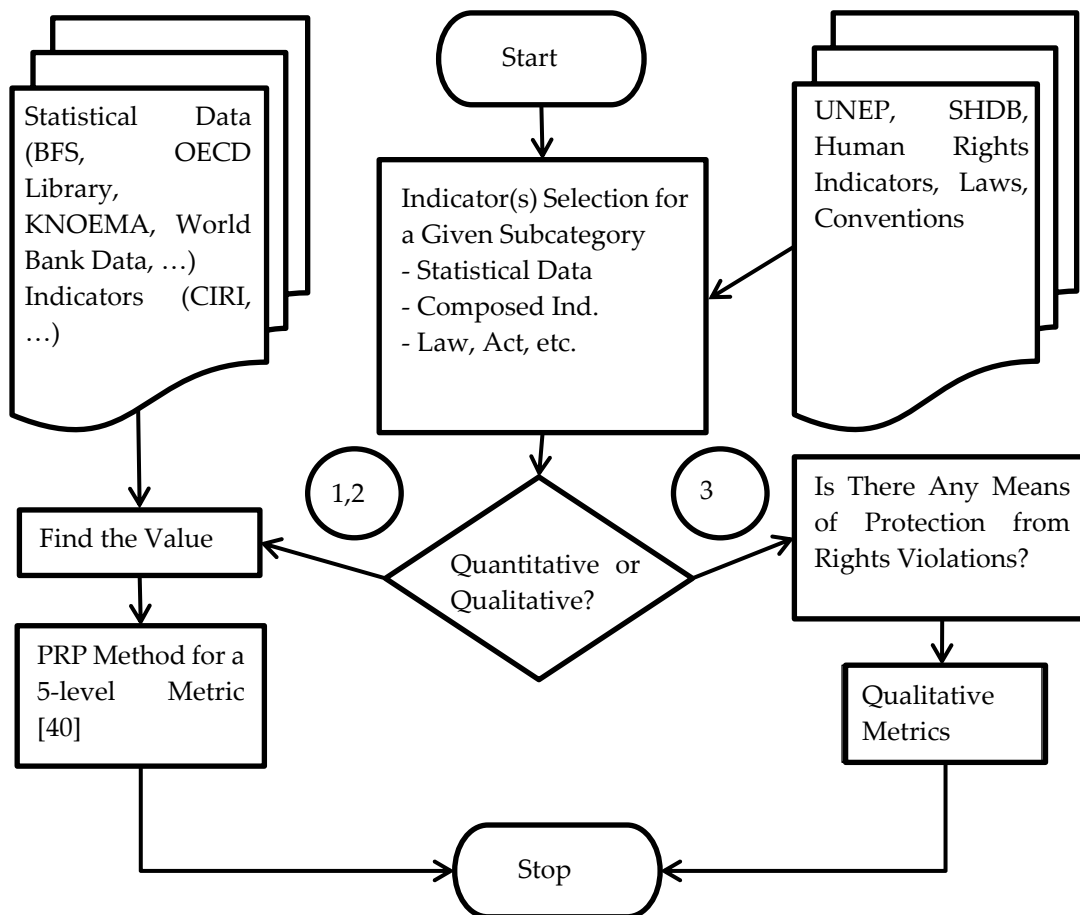 Start
Statistical Data
(BFS, OECD
Library,
KNOEMA, World
Bank Data, …)
Indicators (CIRI,
…)
Indicator(s) Selection for
a Given Subcategory
- Statistical Data
- Composed Ind.
- Law, Act, etc.
UNEP, SHDB,
Human Rights
Indicators, Laws,
Conventions
1,2
3
Find the Value
Quantitative or
Qualitative?
Is There Any Means
of Protection from
Rights Violations?
PRP Method for a
5-level Metric
[40]
Qualitative
Metrics
Stop